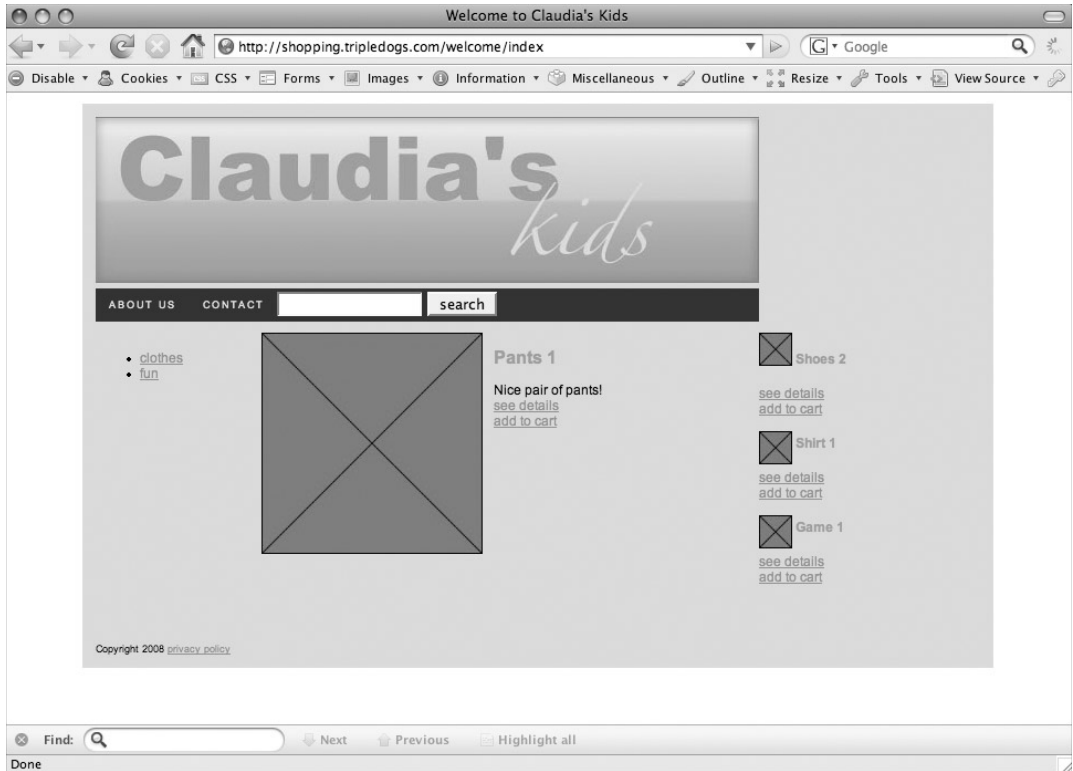 Welcome to Claudia's Kids
http://shopping.tripledogs.com/welcome/index
G Google
Disable Cookies CSS Forms Images Information Miscellaneous Outline Resize Tools View Source
Claudia's
kids
ABOUT US CONTACT search
clothes
fun
Pants 1
Nice pair of pants!
see details
add to cart
Shoes 2
see details
add to cart
Shirt 1
see details
add to cart
Game 1
see details
add to cart
Copyright 2008 privacy policy
Find: Next Previous Highlight all
Done